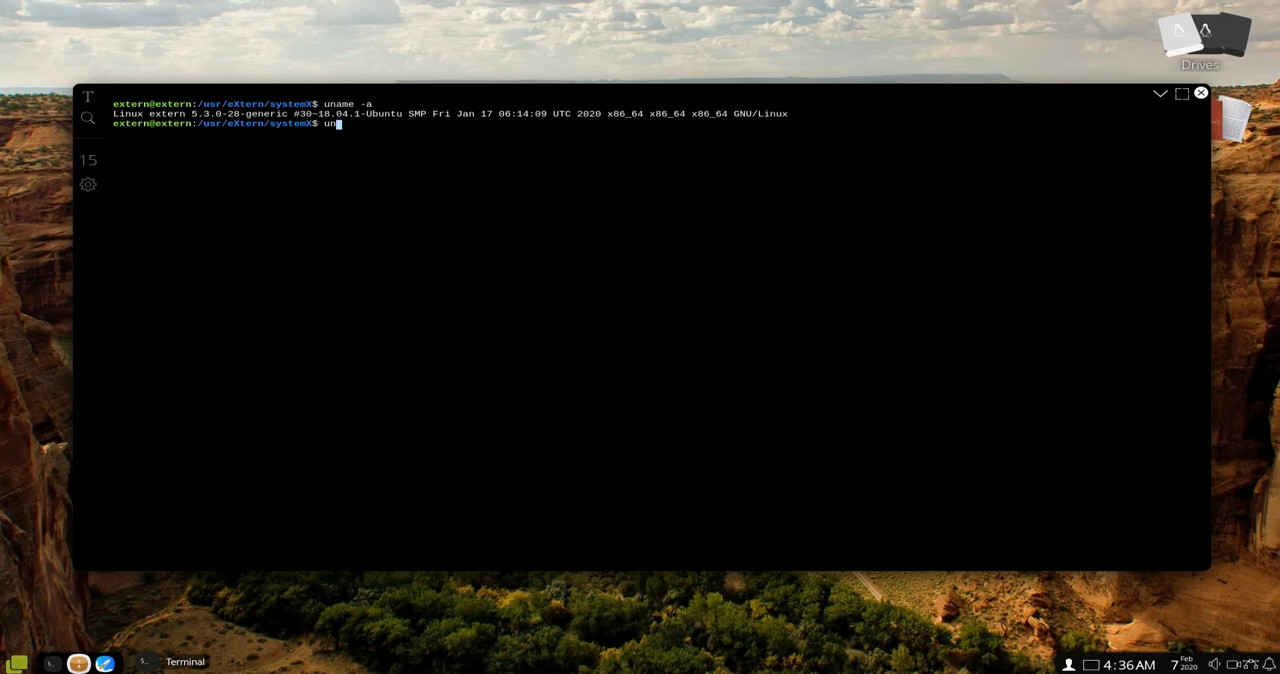 Drives
T
extern@extern:/usr/eXtern/systemX$ uname -a
Linux extern 5.3.0-28-generic #30~18.04.1-Ubuntu SMP Fri Jan 17 06:14:09 UTC 2020 x86_64 x86_64 x86_64 GNU/Linux
extern@extern:/usr/eXtern/systemX$ un
15
$_
$_ Terminal
4:36AM 7 Feb 2020